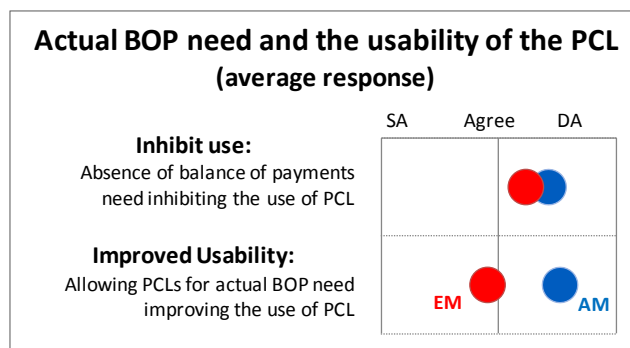 Actual BOP need and the usability of the PCL
(average response)
SA Agree DA
Inhibit use:
Absence of balance of payments
need inhibiting the use of PCL
Improved Usability:
Allowing PCLs for actual BOP need
improving the use of PCL
EM AM